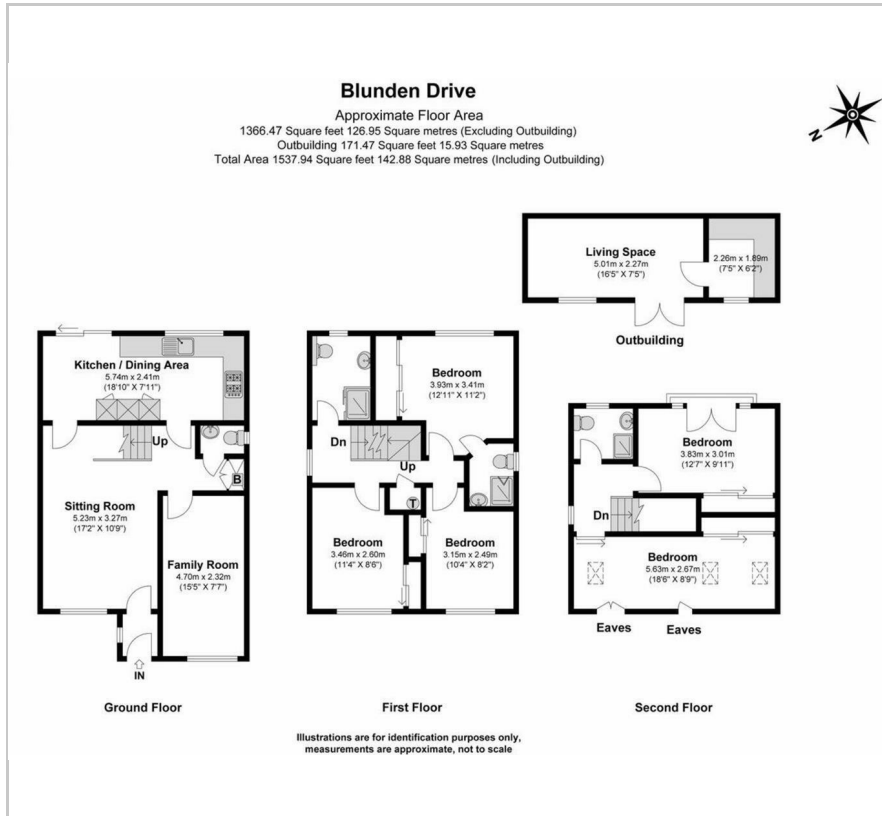 Blunden Drive
Approximate Floor Area
1366.47 Square feet 126.95 Square metres (Excluding Outbuilding)
Outbuilding 171.47 Square feet 15.93 Square metres
Total Area 1537.94 Square feet 142.88 Square metres (Including Outbuilding)
N
Living Space
5.01m x 2.27m
(16'5" X 7'5")
2.26m x 1.89m
(7'5" X 6'2")
Outbuilding
Kitchen / Dining Area
5.74m x 2.41m
(18'10" X 7'11")
Up
B
Sitting Room
5.23m x 3.27m
(17'2" X 10'9")
Family Room
4.70m x 2.32m
(15'5" X 7'7")
IN
Ground Floor
Bedroom
3.93m x 3.41m
(12'11" X 11'2")
Dn
Up
T
Bedroom
3.46m x 2.60m
(11'4" X 8'6")
Bedroom
3.15m x 2.49m
(10'4" X 8'2")
First Floor
Bedroom
3.83m x 3.01m
(12'7" X 9'11")
Dn
Bedroom
5.63m x 2.67m
(18'6" X 8'9")
Eaves
Eaves
Second Floor
Illustrations are for identification purposes only,
measurements are approximate, not to scale